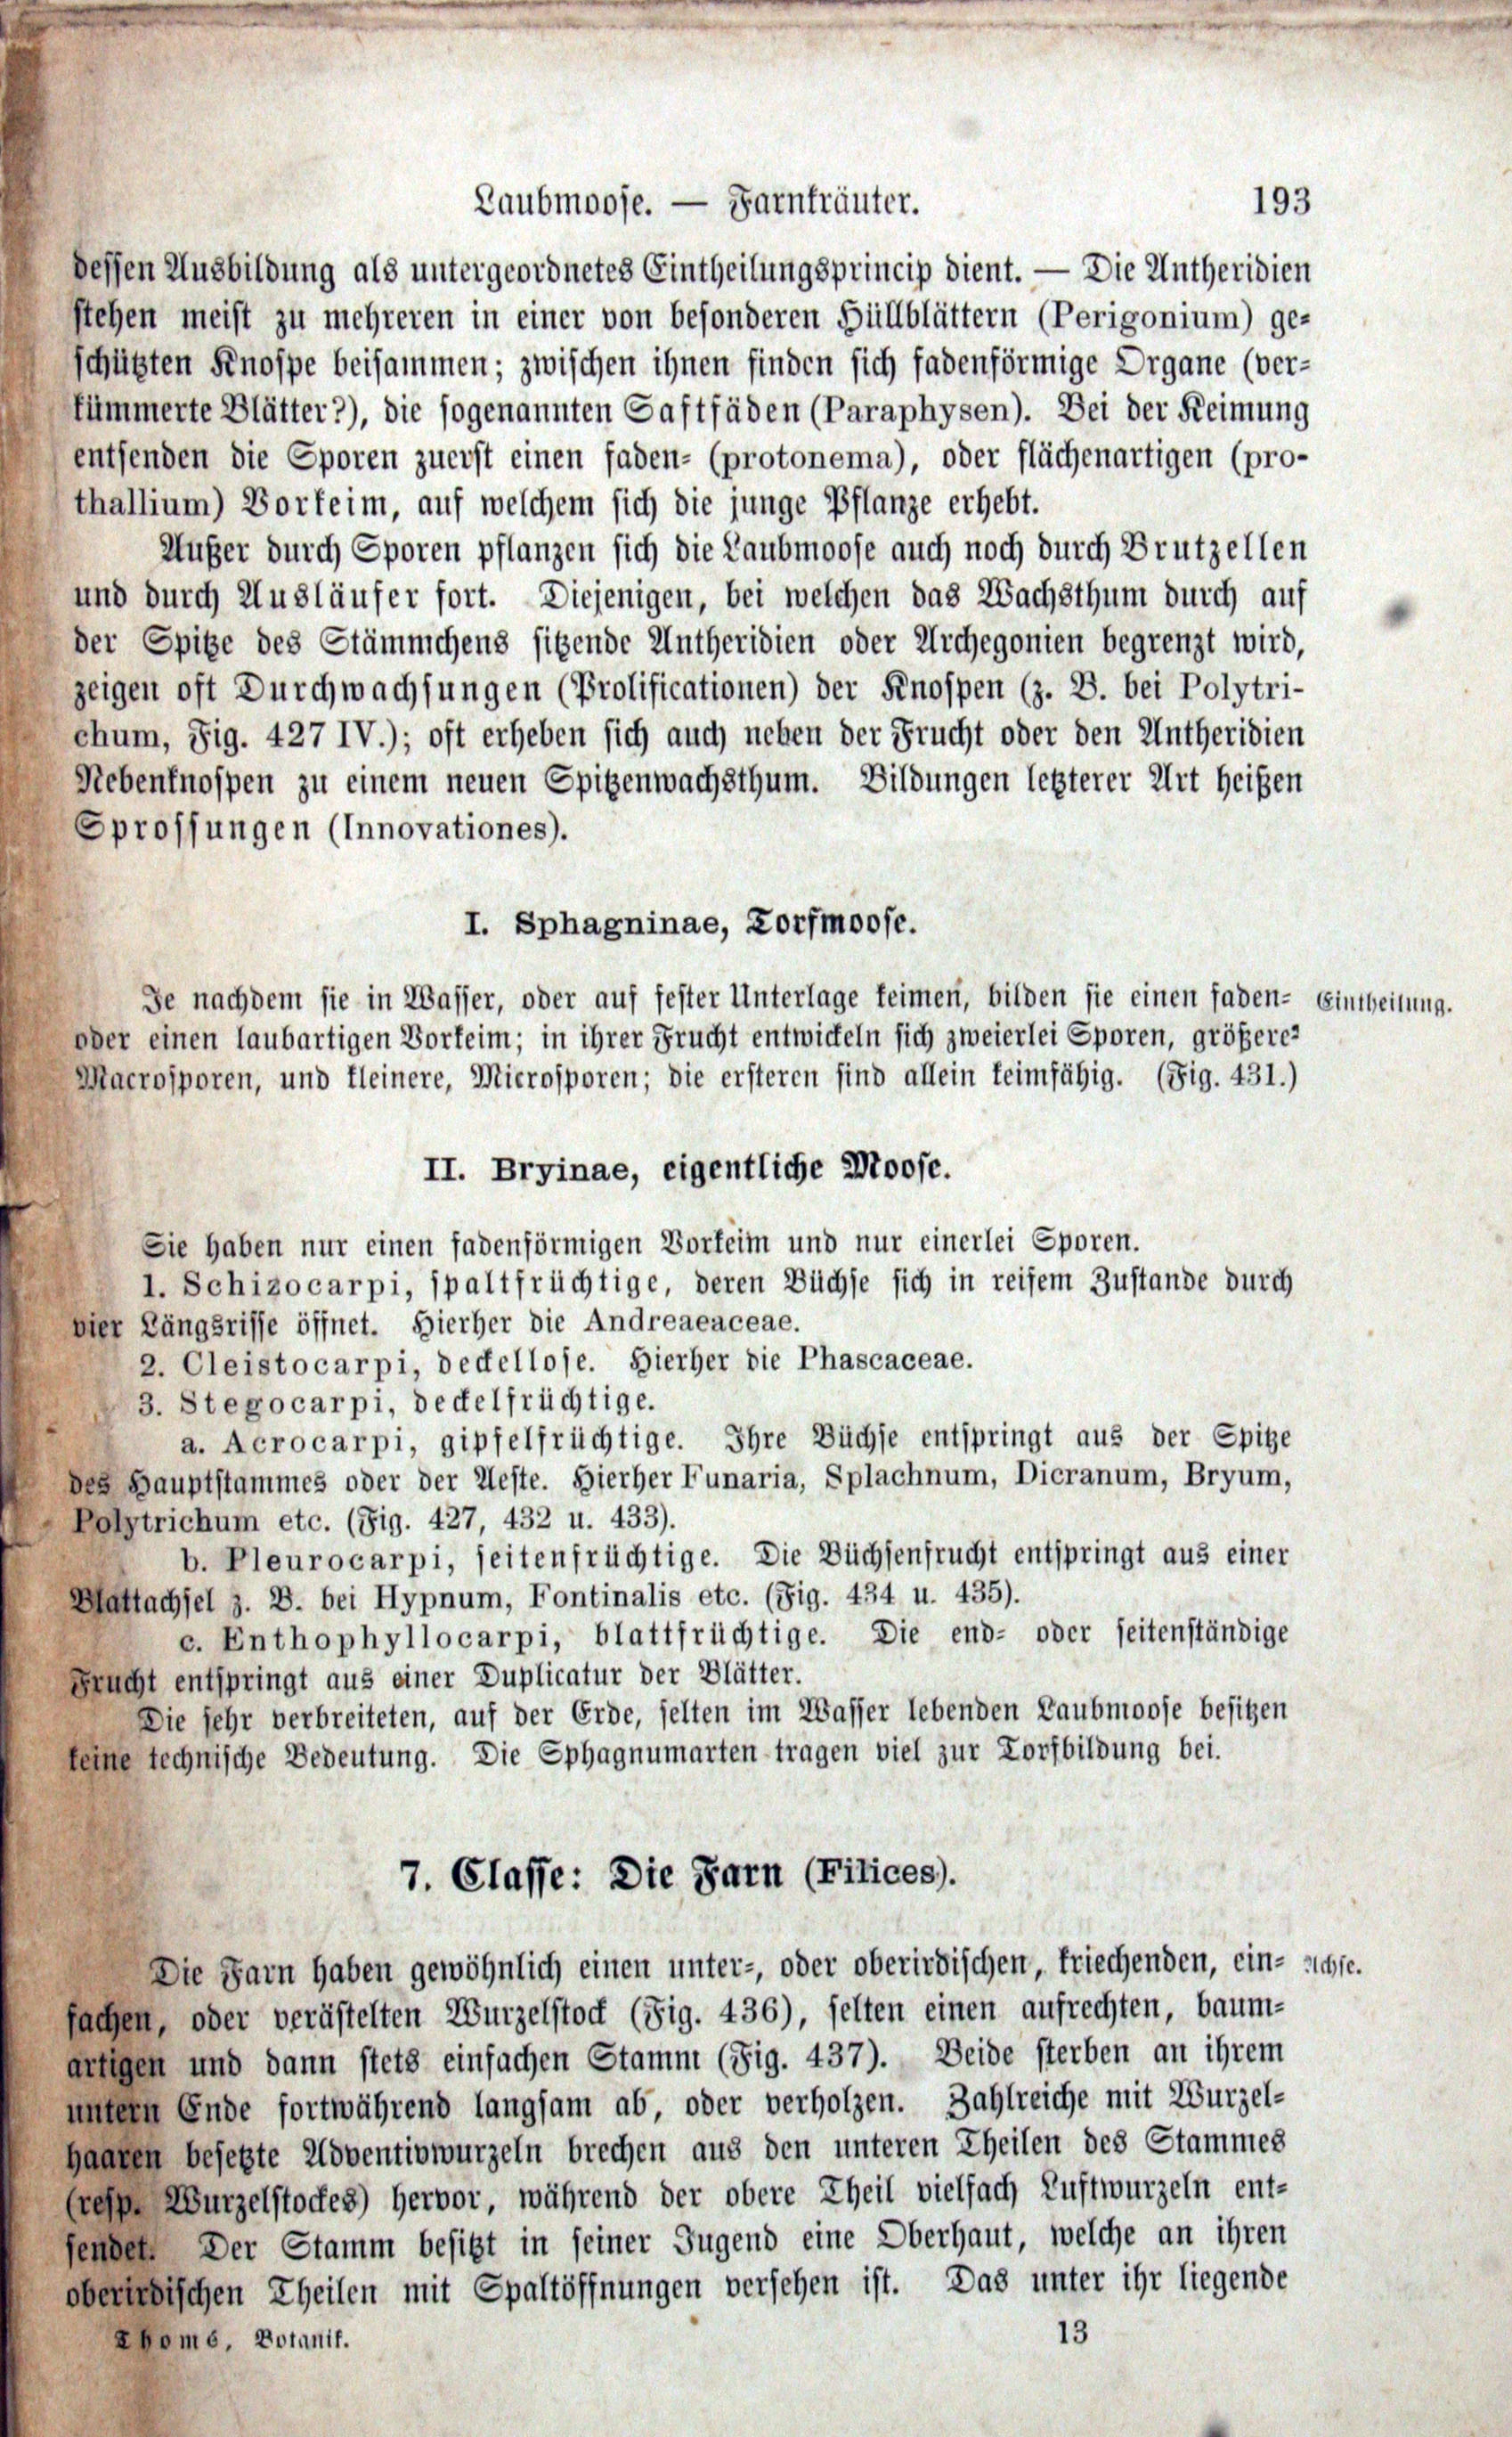 Laubmoose. — Farnkräuter. 193
dessen Ausbildung als untergeordnetes Eintheilungsprincip dient. — Die Antheridien
stehen meist zu mehreren in einer von besonderen Hüllblättern (Perigonium) ge-
schützten Knospe beisammen; zwischen ihnen finden sich fadenförmige Organe (ver-
kümmerte Blätter?), die sogenannten Saftfäden (Paraphysen). Bei der Keimung
entsenden die Sporen zuerst einen faden- (protonema), oder flächenartigen (pro-
thallium) Vorkeim, auf welchem sich die junge Pflanze erhebt.
Außer durch Sporen pflanzen sich die Laubmoose auch noch durch Brutzellen
und durch Ausläufer fort. Diejenigen, bei welchen das Wachsthum durch auf
der Spitze des Stämmchens sitzende Antheridien oder Archegonien begrenzt wird,
zeigen oft Durchwachsungen (Prolificationen) der Knospen (z. B. bei Polytri-
chum, Fig. 427 IV.); oft erheben sich auch neben der Frucht oder den Antheridien
Nebenknospen zu einem neuen Spitzenwachsthum. Bildungen letzterer Art heißen
Sprossungen (Innovationes).
I. Sphagninae, Torfmoose.
Je nachdem sie in Wasser, oder auf fester Unterlage keimen, bilden sie einen faden- Eintheilung.
oder einen laubartigen Vorkeim; in ihrer Frucht entwickeln sich zweierlei Sporen, größere-
Macrosporen, und kleinere, Microsporen; die ersteren sind allein keimfähig. (Fig. 431.)
II. Bryinae, eigentliche Moose.
Sie haben nur einen fadenförmigen Vorkeim und nur einerlei Sporen.
1. Schizocarpi, spaltfrüchtige, deren Büchse sich in reifem Zustande durch
vier Längsrisse öffnet. Hierher die Andreaeaceae.
2. Cleistocarpi, deckellose. Hierher die Phascaceae.
3. Stegocarpi, deckelfrüchtige.
a. Acrocarpi, gipfelfrüchtige. Ihre Büchse entspringt aus der Spitze
des Hauptstammes oder der Aeste. Hierher Funaria, Splachnum, Dicranum, Bryum,
Polytrichum etc. (Fig. 427, 432 u. 433).
b. Pleurocarpi, seitenfrüchtige. Die Büchsenfrucht entspringt aus einer
Blattachsel z. B. bei Hypnum, Fontinalis etc. (Fig. 434 u. 435).
c. Enthophyllocarpi, blattfrüchtige. Die end- oder seitenständige
Frucht entspringt aus einer Duplicatur der Blätter.
Die sehr verbreiteten, auf der Erde, selten im Wasser lebenden Laubmoose besitzen
keine technische Bedeutung. Die Sphagnumarten tragen viel zur Torfbildung bei.
7. Classe: Die Farn (Filices).
Die Farn haben gewöhnlich einen unter-, oder oberirdischen, kriechenden, ein-
fachen, oder verästelten Wurzelstock (Fig. 436), selten einen aufrechten, baum-
artigen und dann stets einfachen Stamm (Fig. 437). Beide sterben an ihrem
untern Ende fortwährend langsam ab, oder verholzen. Zahlreiche mit Wurzel-
haaren besetzte Adventivwurzeln brechen aus den unteren Theilen des Stammes
(resp. Wurzelstockes) hervor, während der obere Theil vielfach Luftwurzeln ent-
sendet. Der Stamm besitzt in seiner Jugend eine Oberhaut, welche an ihren
oberirdischen Theilen mit Spaltöffnungen versehen ist. Das unter ihr liegende
Thomé, Botanik. 13